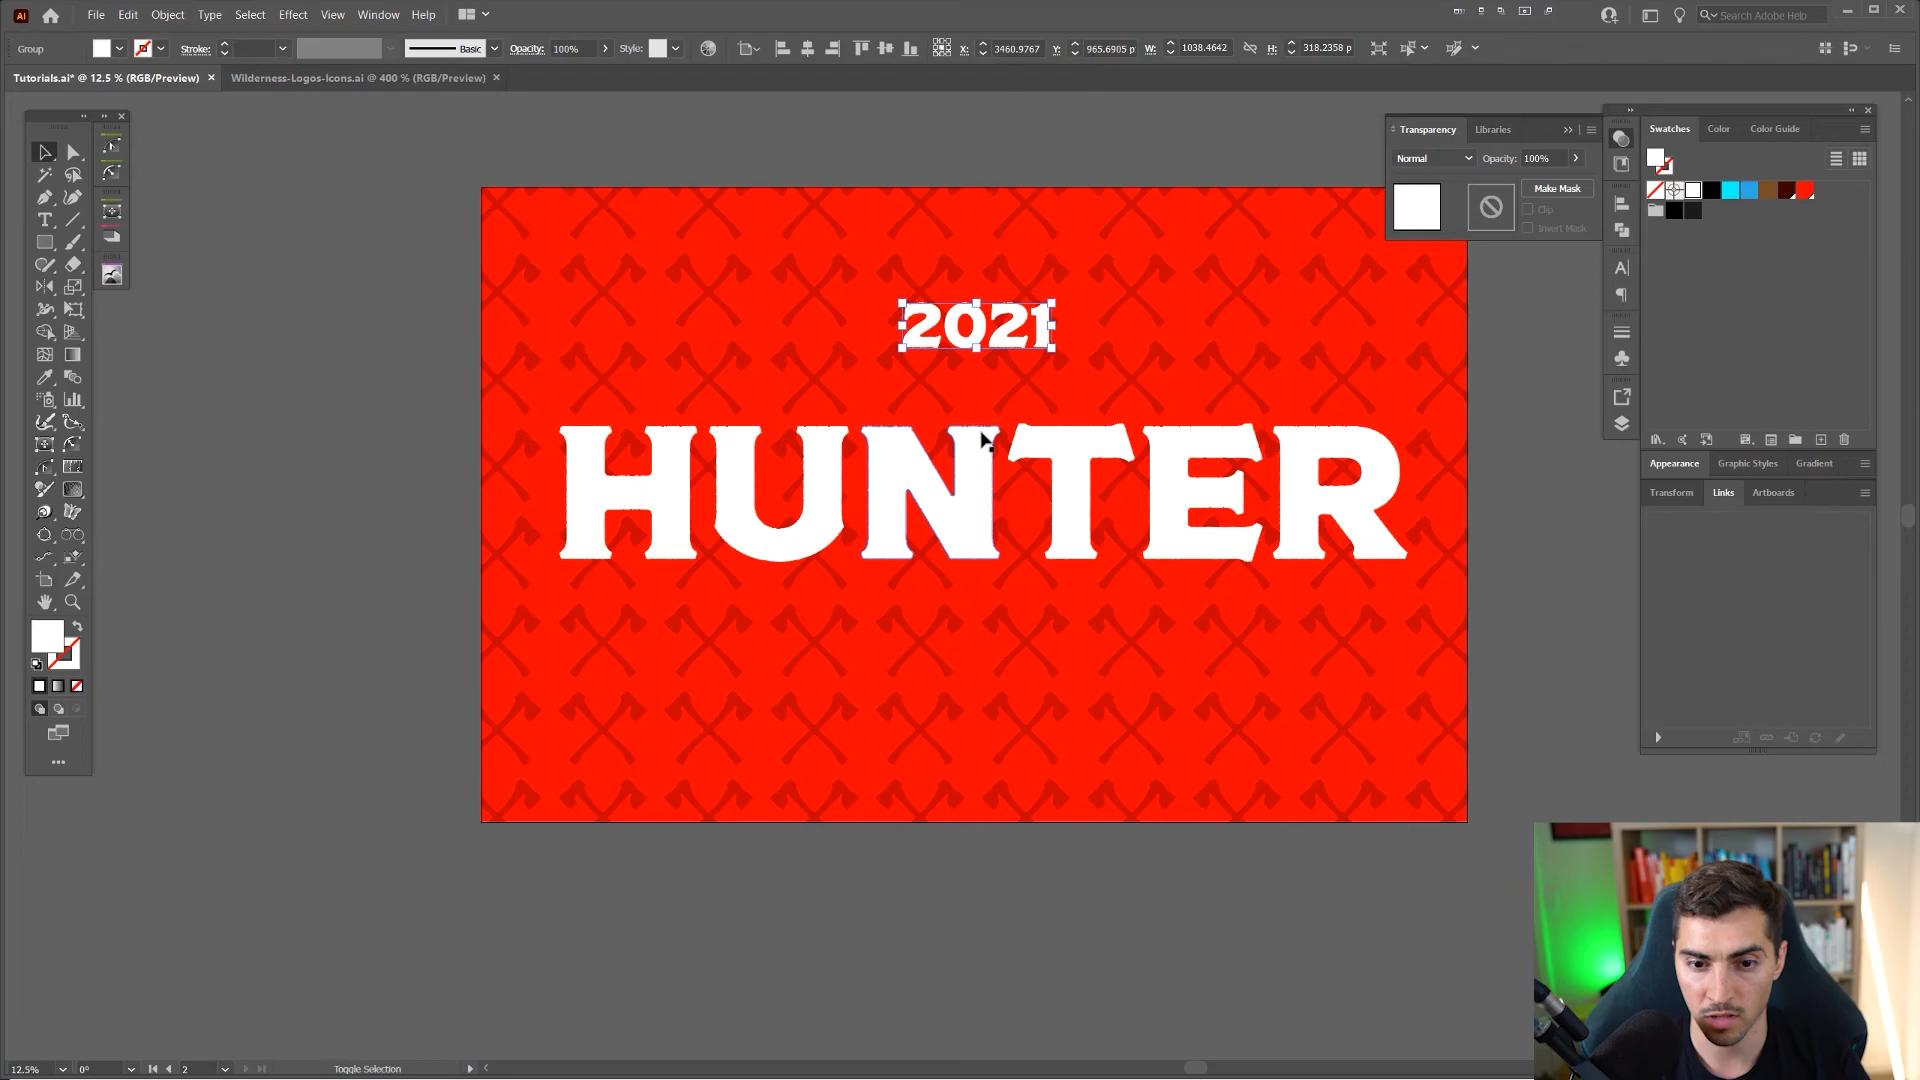 File Edit Object Type Select Effect View Window Help
Search Adobe Help
Group Stroke: Basic Opacity: 100% Style: X: 3460.9767 Y: 965.6905 p W: 1038.4642 H: 318.2358 p
Tutorials.ai* @ 12.5 % (RGB/Preview) × Wilderness-Logos-Icons.ai @ 400 % (RGB/Preview) ×
Transparency Libraries
Normal Opacity: 100%
Make Mask
Clip
Invert Mask
Swatches Color Color Guide
Appearance Graphic Styles Gradient
Transform Links Artboards
2021
HUNTER
12.5% 0° 2 Toggle Selection